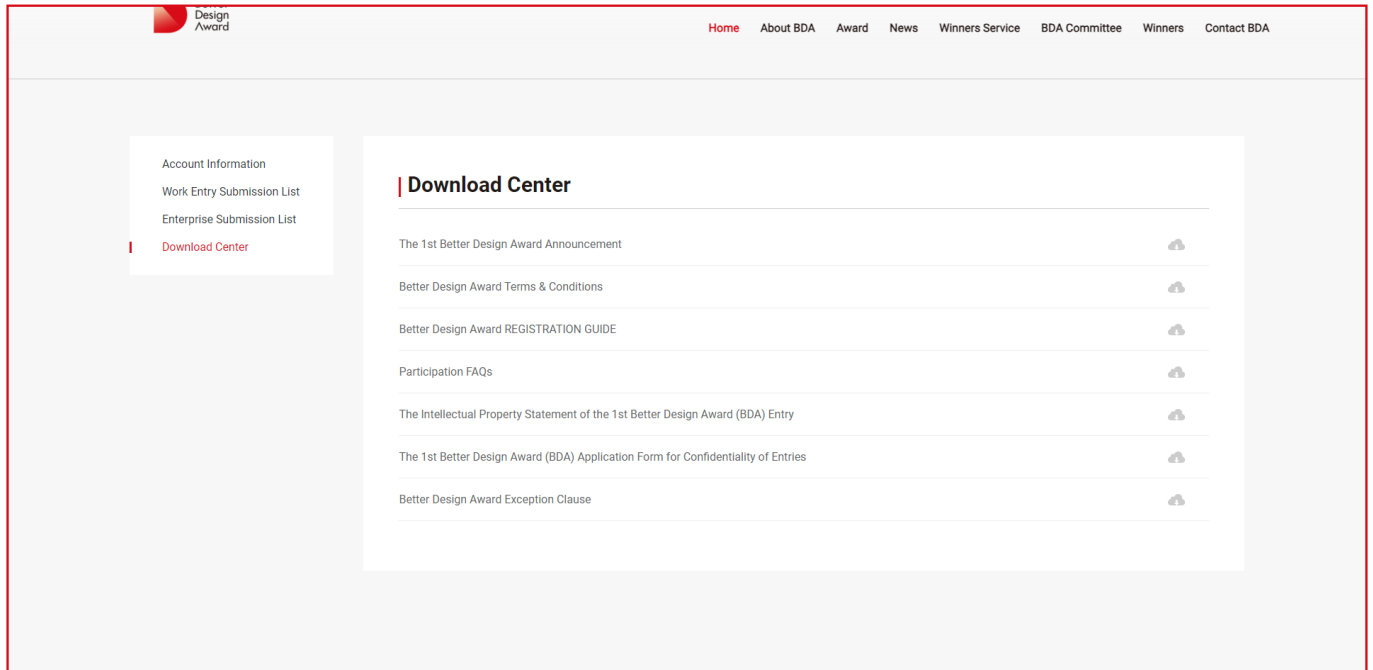 Design
Award
Home About BDA Award News Winners Service BDA Committee Winners Contact BDA
Account Information
Work Entry Submission List
Enterprise Submission List
Download Center
Download Center
The 1st Better Design Award Announcement
Better Design Award Terms & Conditions
Better Design Award REGISTRATION GUIDE
Participation FAQs
The Intellectual Property Statement of the 1st Better Design Award (BDA) Entry
The 1st Better Design Award (BDA) Application Form for Confidentiality of Entries
Better Design Award Exception Clause